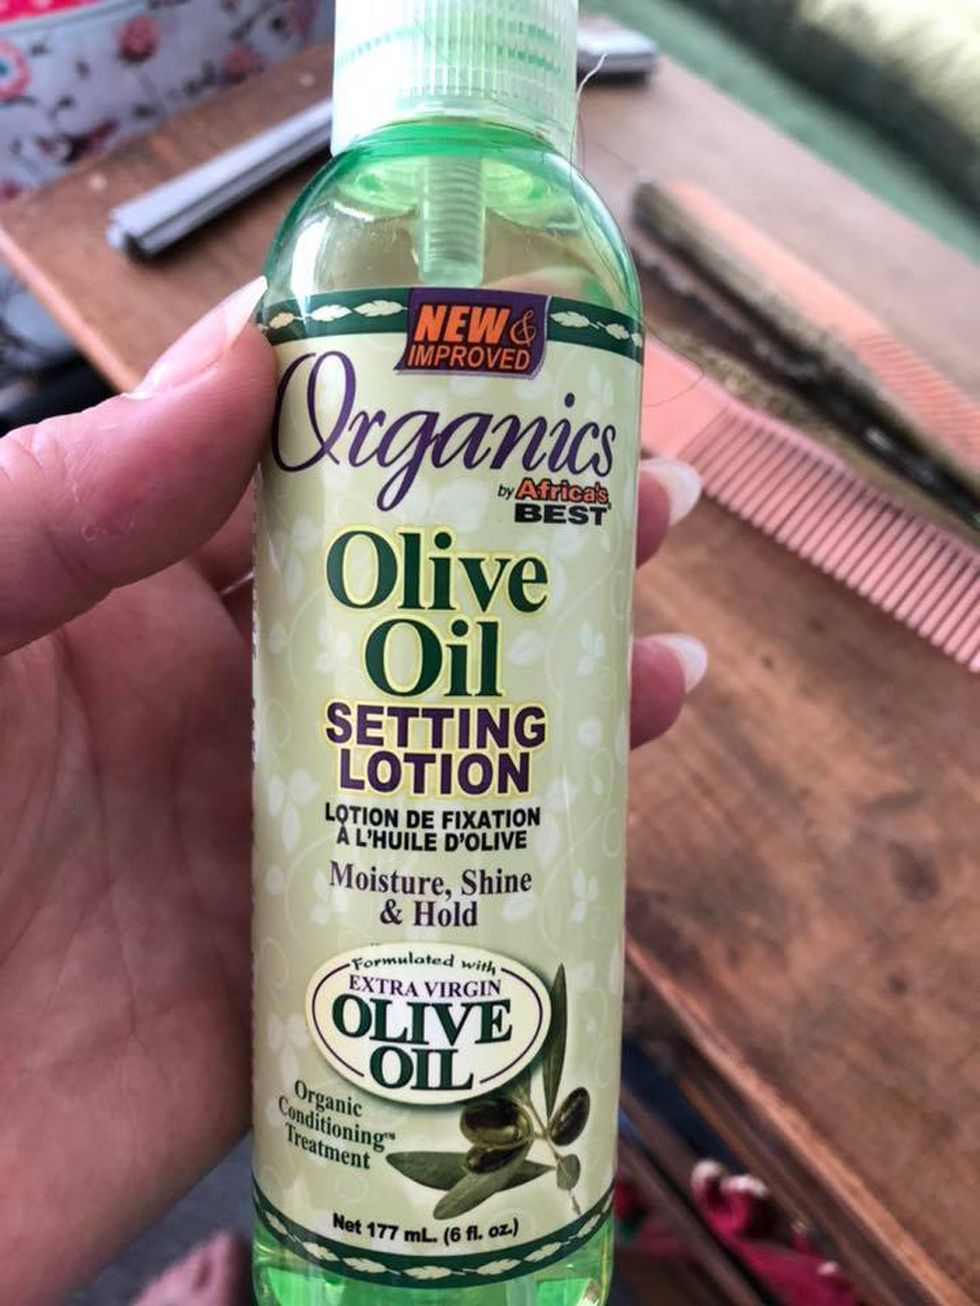 NEW &
IMPROVED
Organics
by Africa's
BEST
Olive
Oil
SETTING
LOTION
LOTION DE FIXATION
À L'HUILE D'OLIVE
Moisture, Shine
& Hold
Formulated with
EXTRA VIRGIN
OLIVE
OIL
Organic
Conditioning™
Treatment
Net 177 mL. (6 fl. oz.)